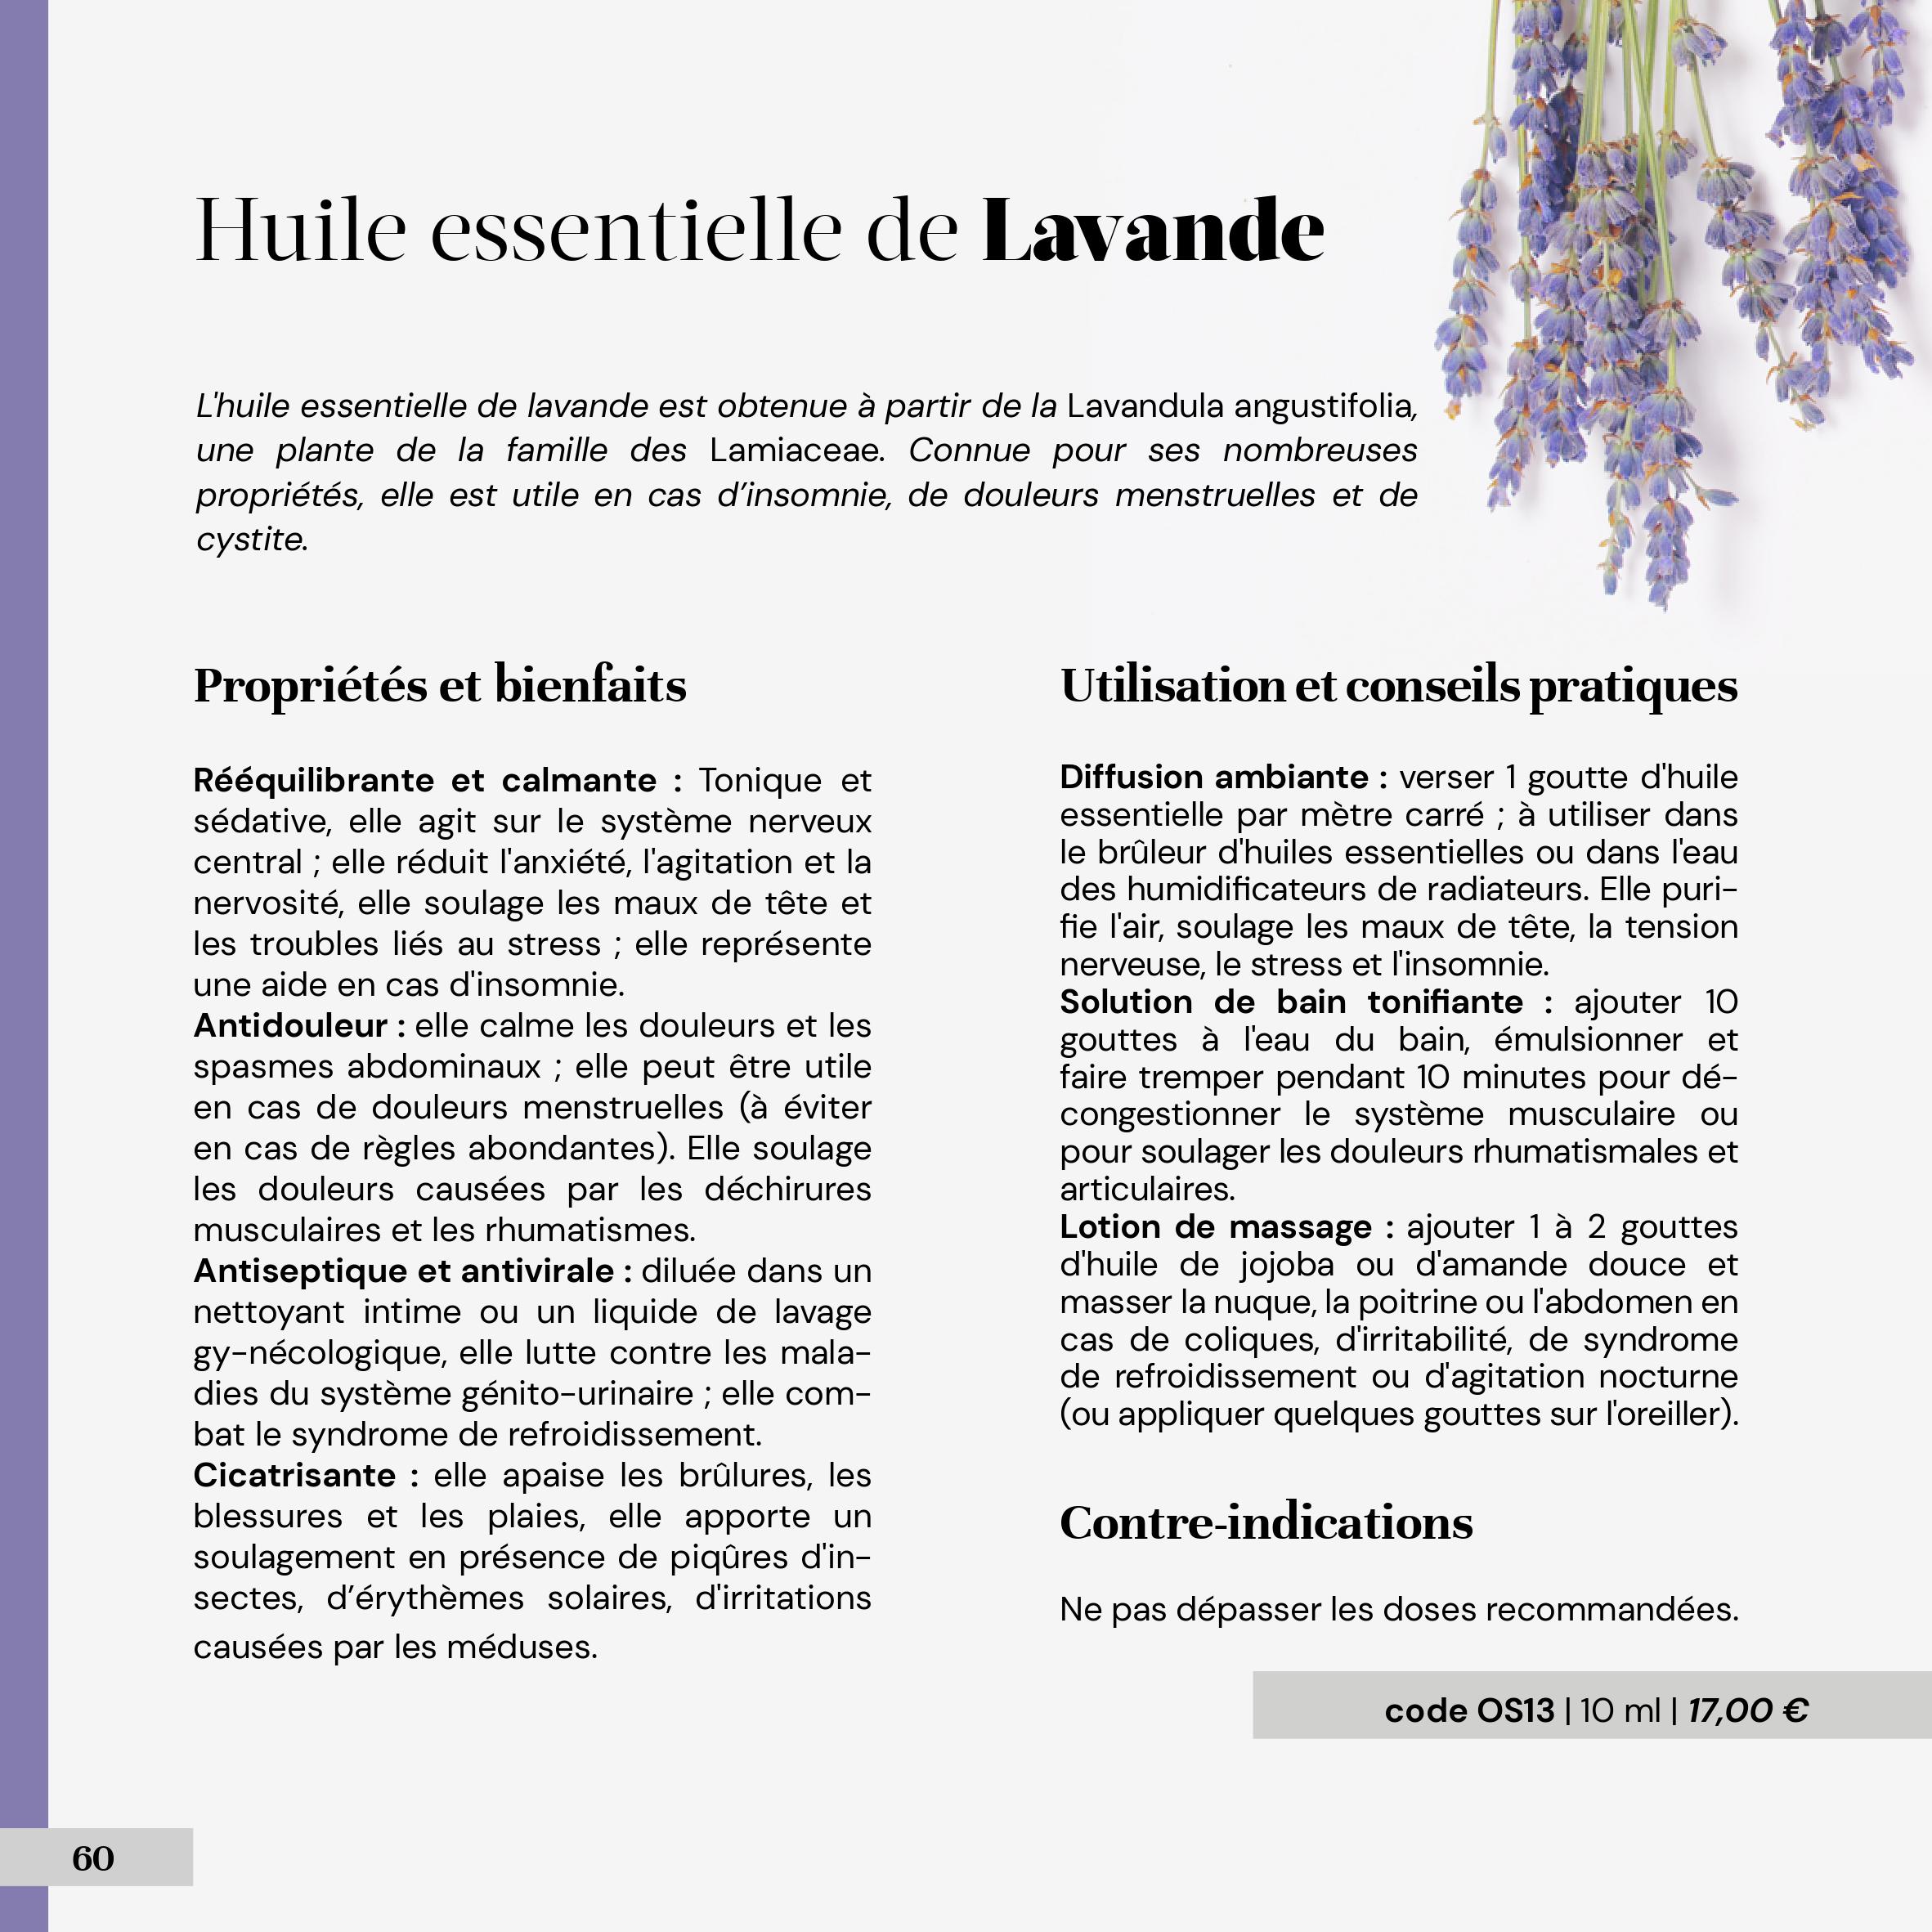 Huile essentielle de Lavande
L'huile essentielle de lavande est obtenue à partir de la Lavandula angustifolia,
une plante de la famille des Lamiaceae. Connue pour ses nombreuses
propriétés, elle est utile en cas d’insomnie, de douleurs menstruelles et de
cystite.
Propriétés et bienfaits
Rééquilibrante et calmante : Tonique et
sédative, elle agit sur le système nerveux
central ; elle réduit l'anxiété, l'agitation et la
nervosité, elle soulage les maux de tête et
les troubles liés au stress ; elle représente
une aide en cas d'insomnie.
Antidouleur : elle calme les douleurs et les
spasmes abdominaux ; elle peut être utile
en cas de douleurs menstruelles (à éviter
en cas de règles abondantes). Elle soulage
les douleurs causées par les déchirures
musculaires et les rhumatismes.
Antiseptique et antivirale : diluée dans un
nettoyant intime ou un liquide de lavage
gy-nécologique, elle lutte contre les mala-
dies du système génito-urinaire ; elle com-
bat le syndrome de refroidissement.
Cicatrisante : elle apaise les brûlures, les
blessures et les plaies, elle apporte un
soulagement en présence de piqûres d'in-
sectes, d’érythèmes solaires, d'irritations
causées par les méduses.
Utilisation et conseils pratiques
Diffusion ambiante : verser 1 goutte d'huile
essentielle par mètre carré ; à utiliser dans
le brûleur d'huiles essentielles ou dans l'eau
des humidificateurs de radiateurs. Elle puri-
fie l'air, soulage les maux de tête, la tension
nerveuse, le stress et l'insomnie.
Solution de bain tonifiante : ajouter 10
gouttes à l'eau du bain, émulsionner et
faire tremper pendant 10 minutes pour dé-
congestionner le système musculaire ou
pour soulager les douleurs rhumatismales et
articulaires.
Lotion de massage : ajouter 1 à 2 gouttes
d'huile de jojoba ou d'amande douce et
masser la nuque, la poitrine ou l'abdomen en
cas de coliques, d'irritabilité, de syndrome
de refroidissement ou d'agitation nocturne
(ou appliquer quelques gouttes sur l'oreiller).
Contre-indications
Ne pas dépasser les doses recommandées.
code OS13 | 10 ml | 17,00 €
60